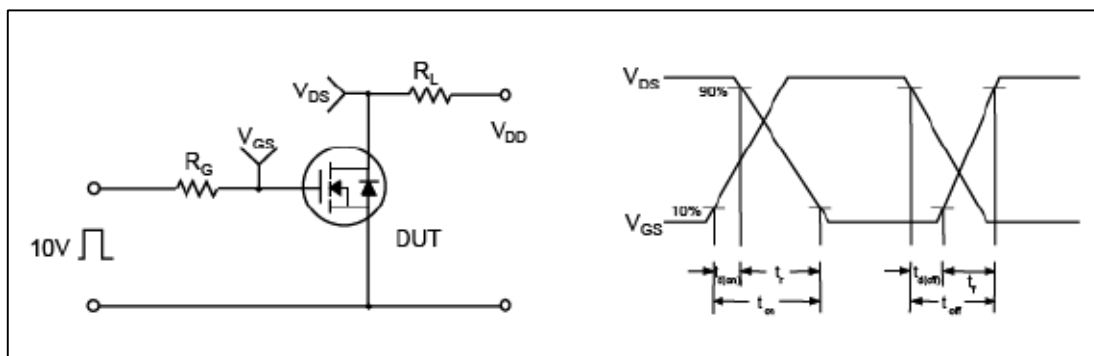 R_L
V_DS
V_DD
V_GS
R_G
10V
DUT
V_DS
90%
10%
V_GS
t_d(on)
t_r
t_on
t_d(off)
t_f
t_off